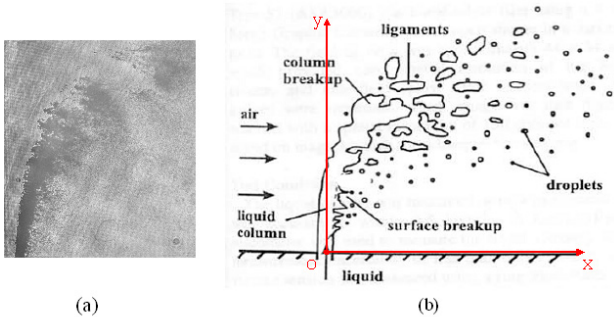 y
ligaments
column
breakup
air
droplets
liquid
column
surface breakup
O
x
liquid
(a)
(b)